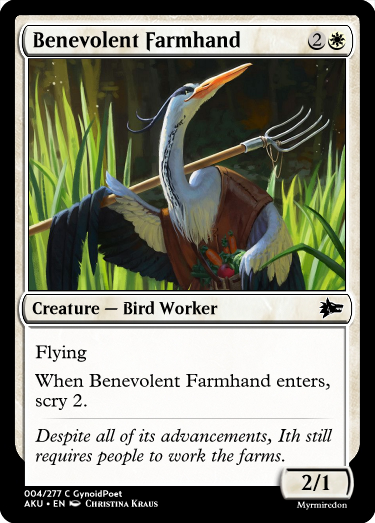 Benevolent Farmhand 2
Creature — Bird Worker
Flying
When Benevolent Farmhand enters,
scry 2.
Despite all of its advancements, Ith still
requires people to work the farms.
2/1
004/277 C GynoidPoet
AKU • EN Christina Kraus
Myrmiredon